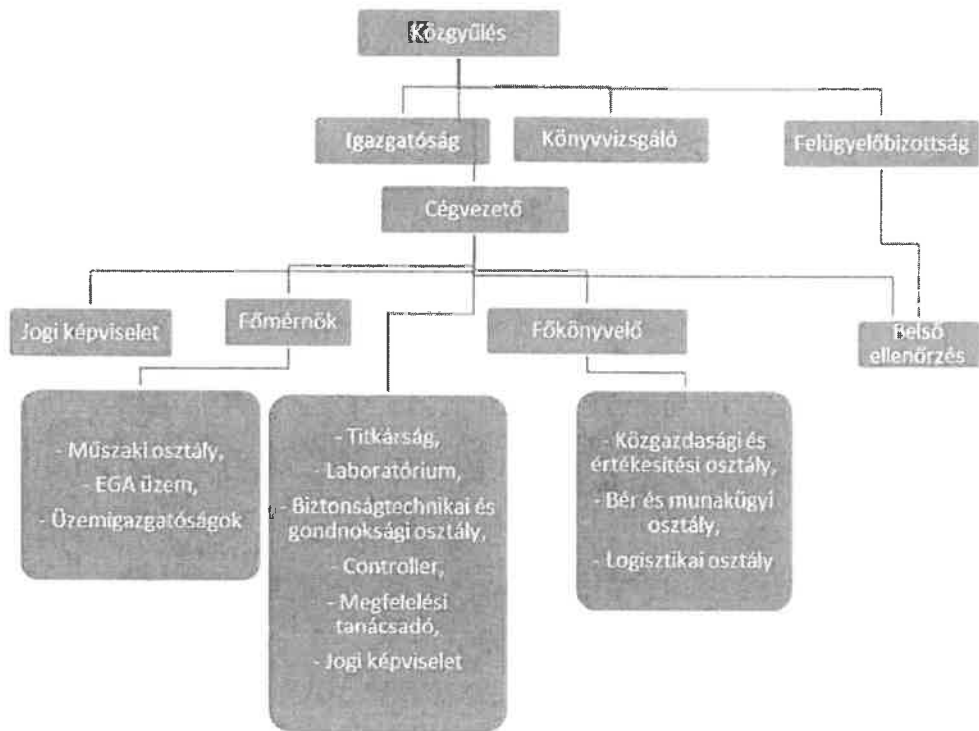 Közgyűlés
Igazgatóság
Könyvvizsgáló
Felügyelőbizottság
Cégvezető
Jogi képviselet
Főmérnök
Főkönyvelő
Belső
ellenőrzés
- Műszaki osztály,
- EGA üzem,
- Üzemigazgatóságok
- Titkárság,
- Laboratórium,
- Biztonságtechnikai és
gondnoksági osztály,
- Controller,
- Megfelelési
tanácsadó,
- Jogi képviselet
- Közgazdasági és
értékesítési osztály,
- Bér és munakügyi
osztály,
- Logisztikai osztály